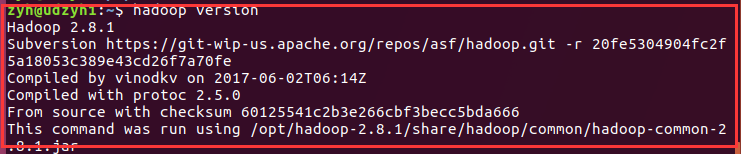 zyh@udzyh1:~$ hadoop version
Hadoop 2.8.1
Subversion https://git-wip-us.apache.org/repos/asf/hadoop.git -r 20fe5304904fc2f
5a18053c389e43cd26f7a70fe
Compiled by vinodkv on 2017-06-02T06:14Z
Compiled with protoc 2.5.0
From source with checksum 60125541c2b3e266cbf3becc5bda666
This command was run using /opt/hadoop-2.8.1/share/hadoop/common/hadoop-common-2
.8.1.jar